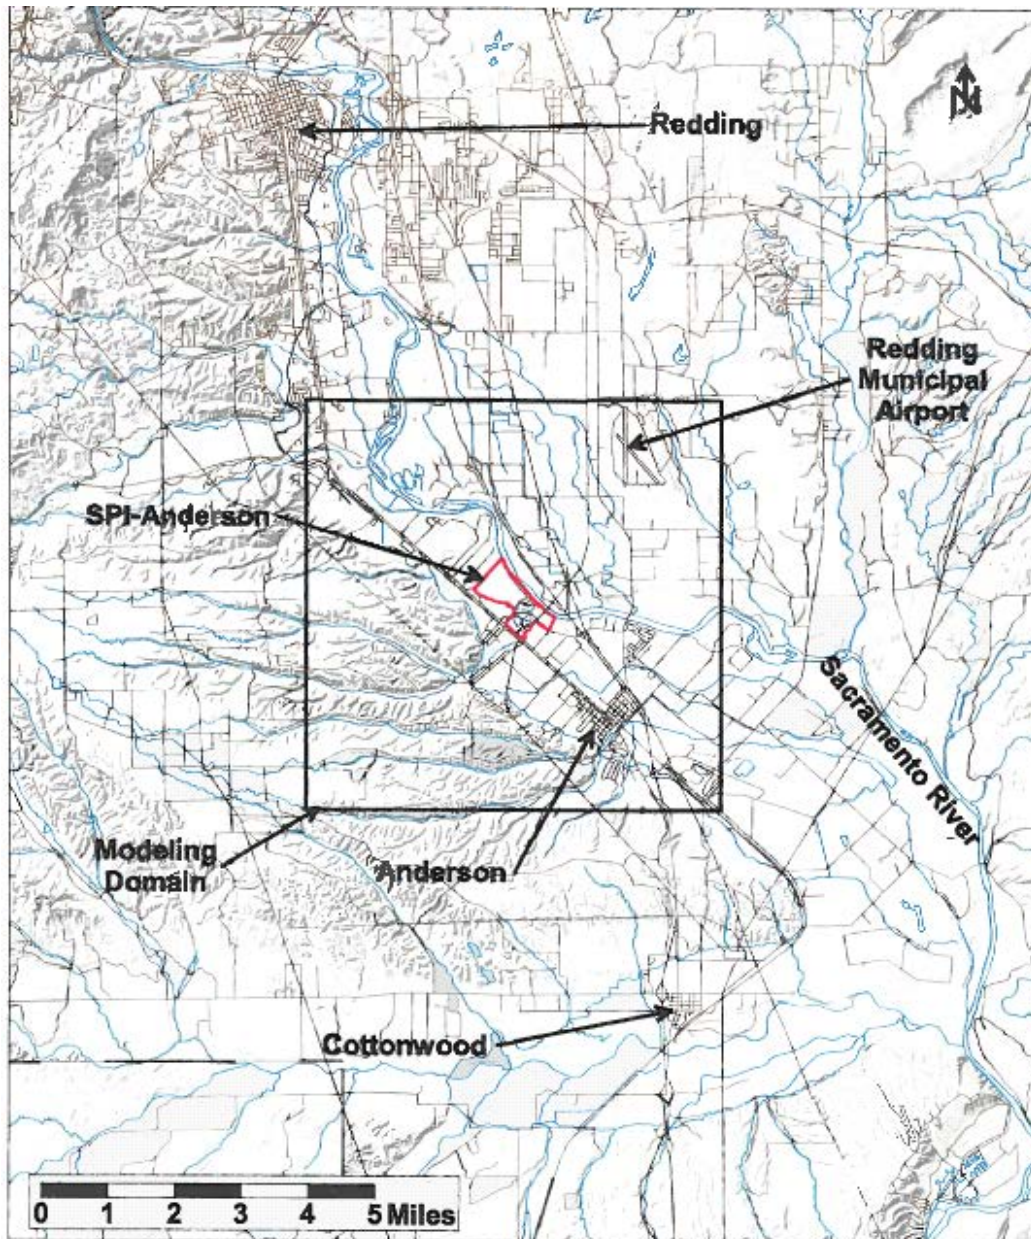 N
Redding
Redding
Municipal
Airport
SPI-Anderson
Sacramento River
Modeling
Domain
Anderson
Cottonwood
0 1 2 3 4 5 Miles